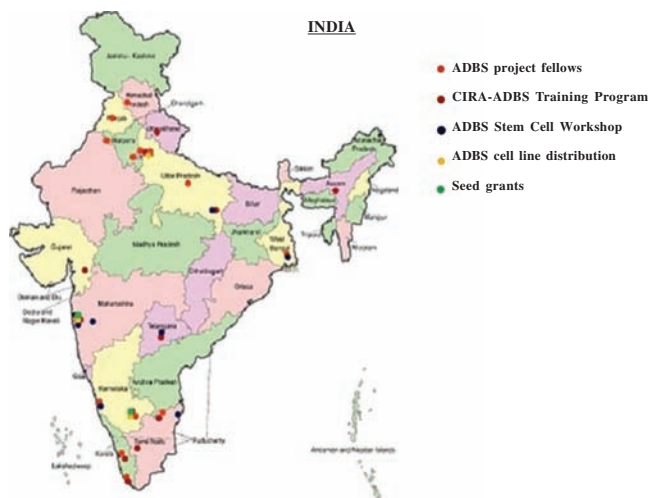 INDIA
ADBS project fellows
CIRA-ADBS Training Program
ADBS Stem Cell Workshop
ADBS cell line distribution
Seed grants
Jammu - Kashmir
Himachal
Pradesh
Chandigarh
Rajasthan
Uttar Pradesh
Bihar
Sikkim
Arunachal
Pradesh
Assam
Nagaland
Meghalaya
Manipur
Tripura
Mizoram
Gujarat
Madhya Pradesh
Jharkhand
West
Chhattisgarh
Orissa
Daman and Diu
Dadra and
Nagar Haveli
Maharashtra
Telangana
Goa
Karnataka
Andhra Pradesh
Kerala
Tamil Nadu
Puducherry
Lakshadweep
Andaman and Nicobar Islands